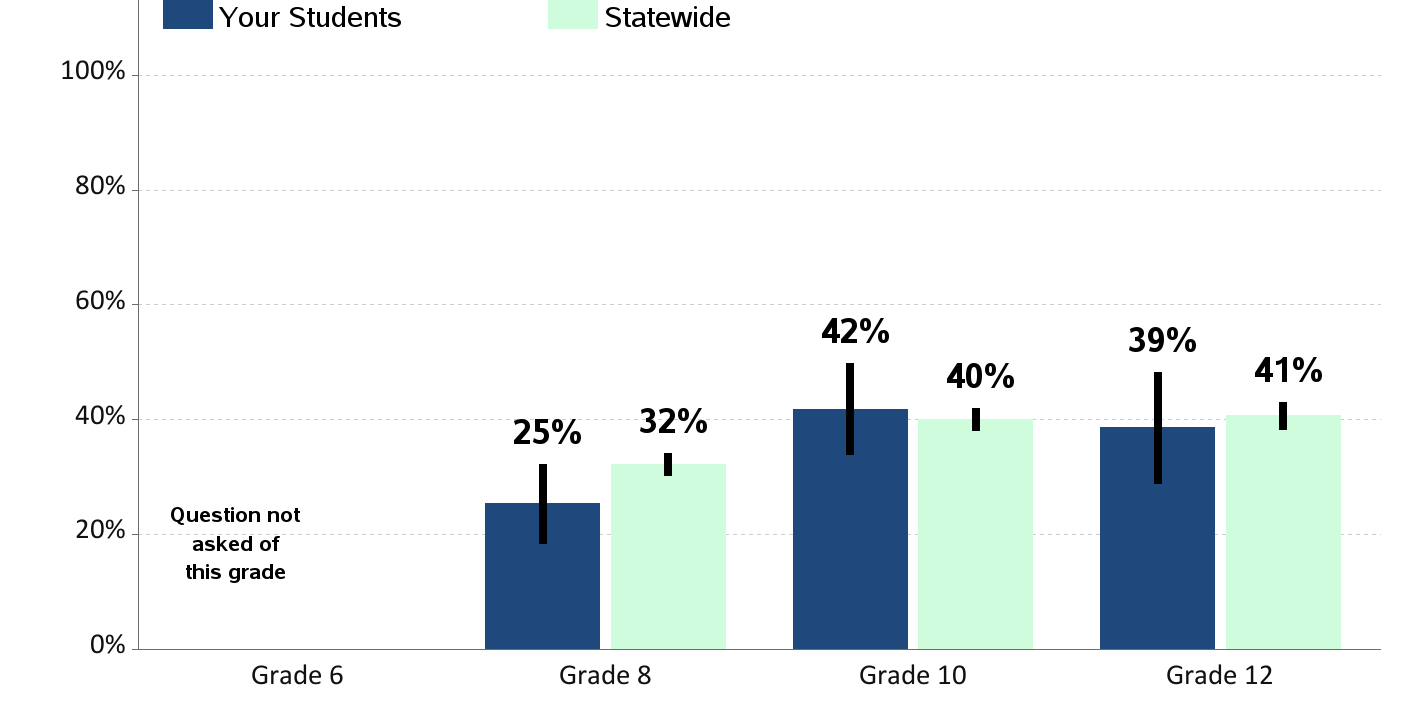 Your Students Statewide
100%
80%
60%
40%
20%
0%
42%
39%
40%
41%
25%
32%
Question not
asked of
this grade
Grade 6 Grade 8 Grade 10 Grade 12